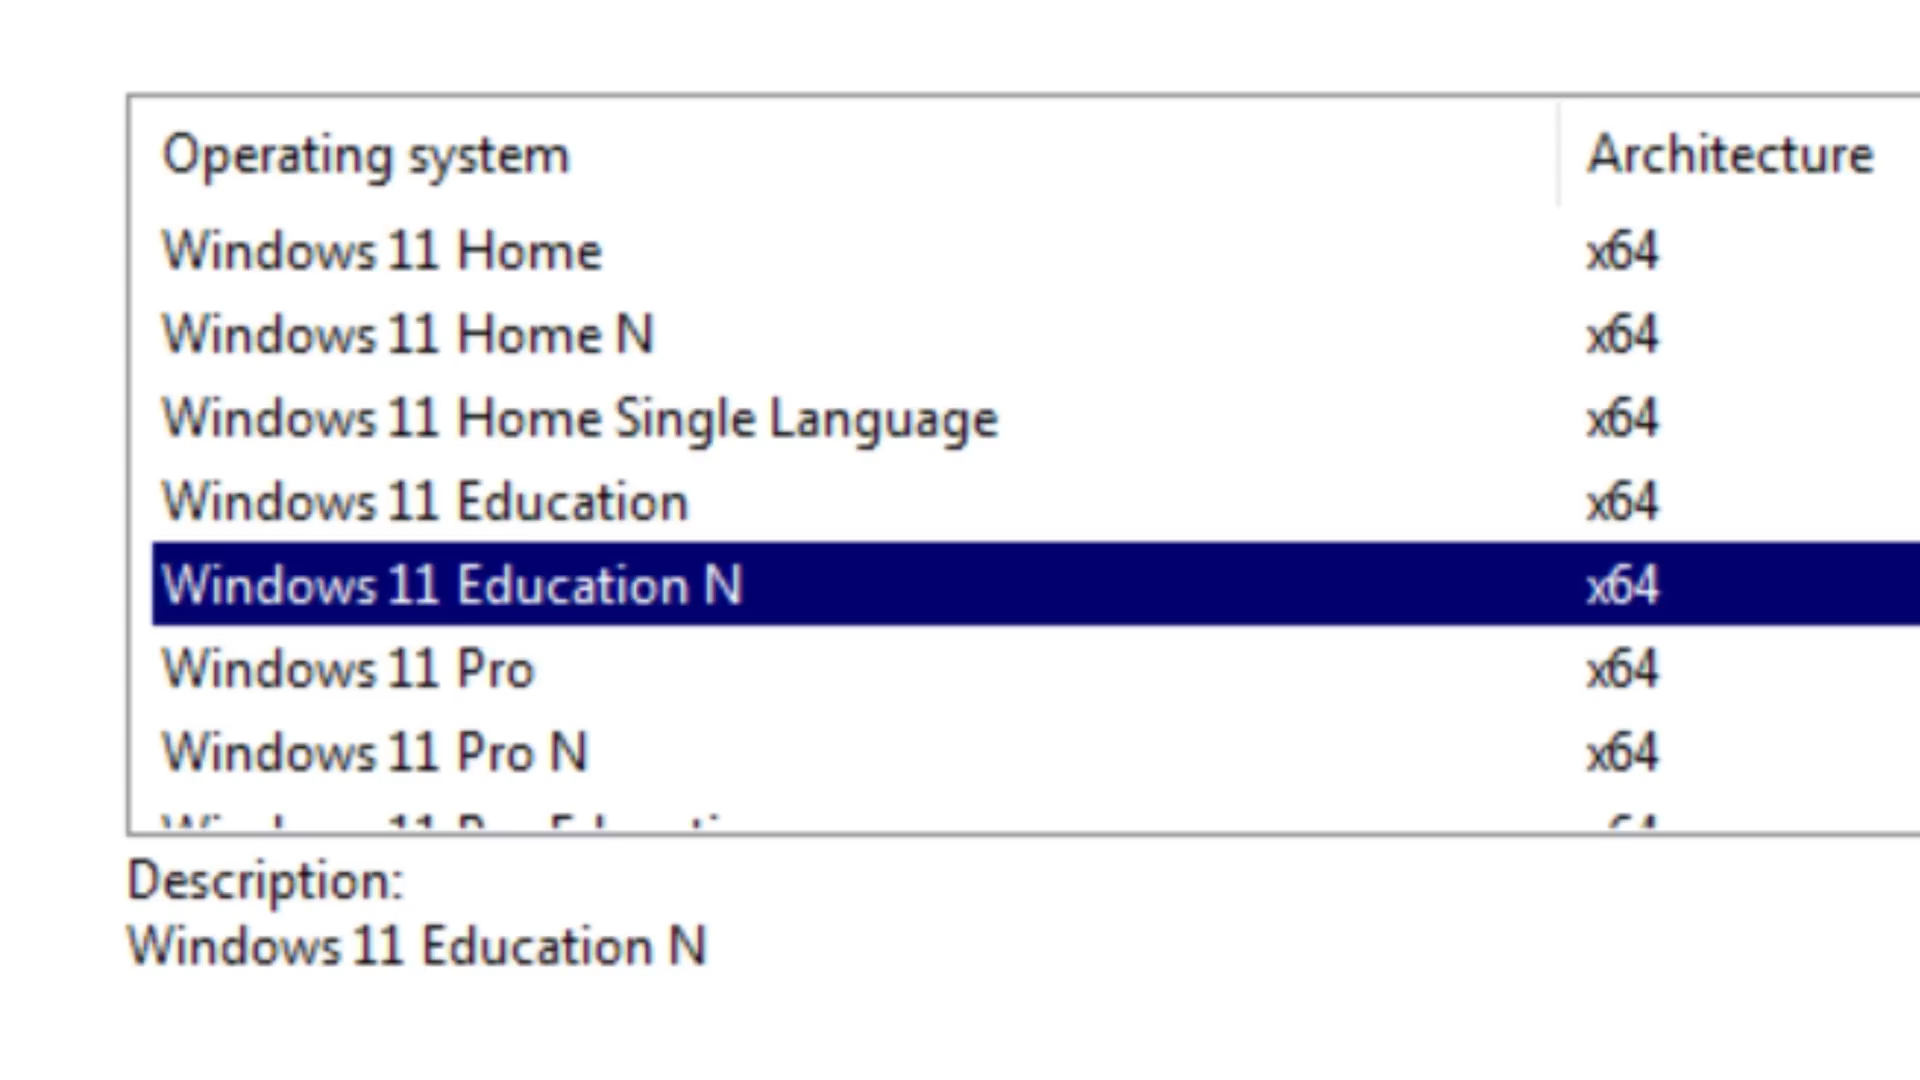 Operating system Architecture
Windows 11 Home x64
Windows 11 Home N x64
Windows 11 Home Single Language x64
Windows 11 Education x64
Windows 11 Education N x64
Windows 11 Pro x64
Windows 11 Pro N x64
Description:
Windows 11 Education N